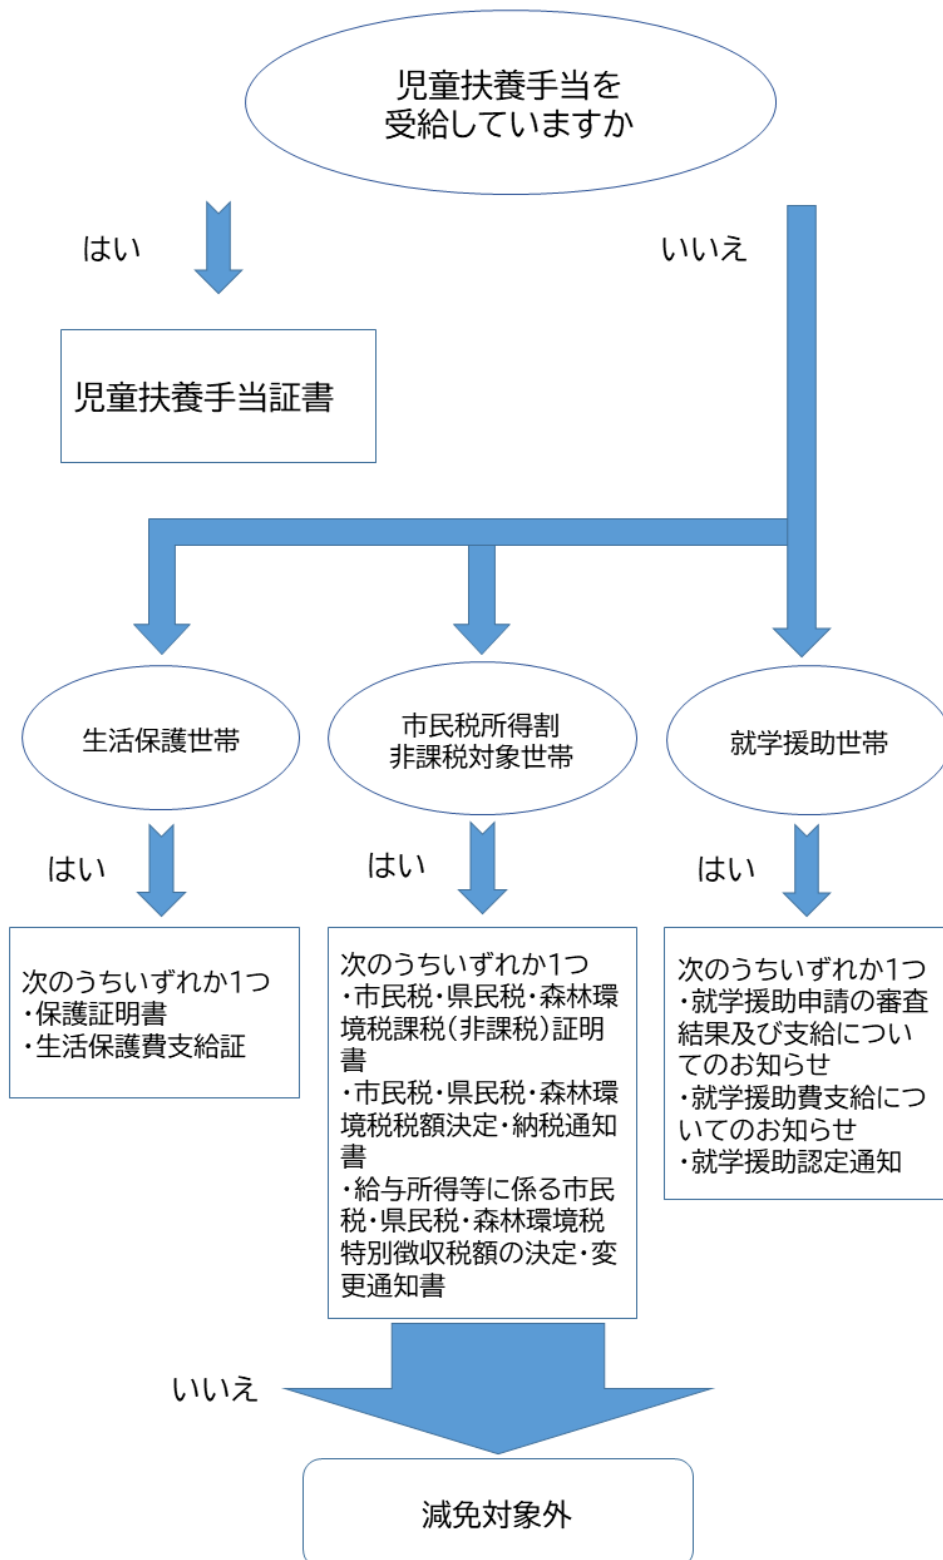 児童扶養手当を
受給していますか
はい
いいえ
児童扶養手当証書
生活保護世帯
市民税所得割
非課税対象世帯
就学援助世帯
はい
はい
はい
次のうちいずれか1つ
・保護証明書
・生活保護費支給証
次のうちいずれか1つ
・市民税・県民税・森林環
境税課税(非課税)証明
書
・市民税・県民税・森林環
境税税額決定・納税通知
書
・給与所得等に係る市民
税・県民税・森林環境税
特別徴収税額の決定・変
更通知書
次のうちいずれか1つ
・就学援助申請の審査
結果及び支給につい
てのお知らせ
・就学援助費支給につ
いてのお知らせ
・就学援助認定通知
いいえ
減免対象外